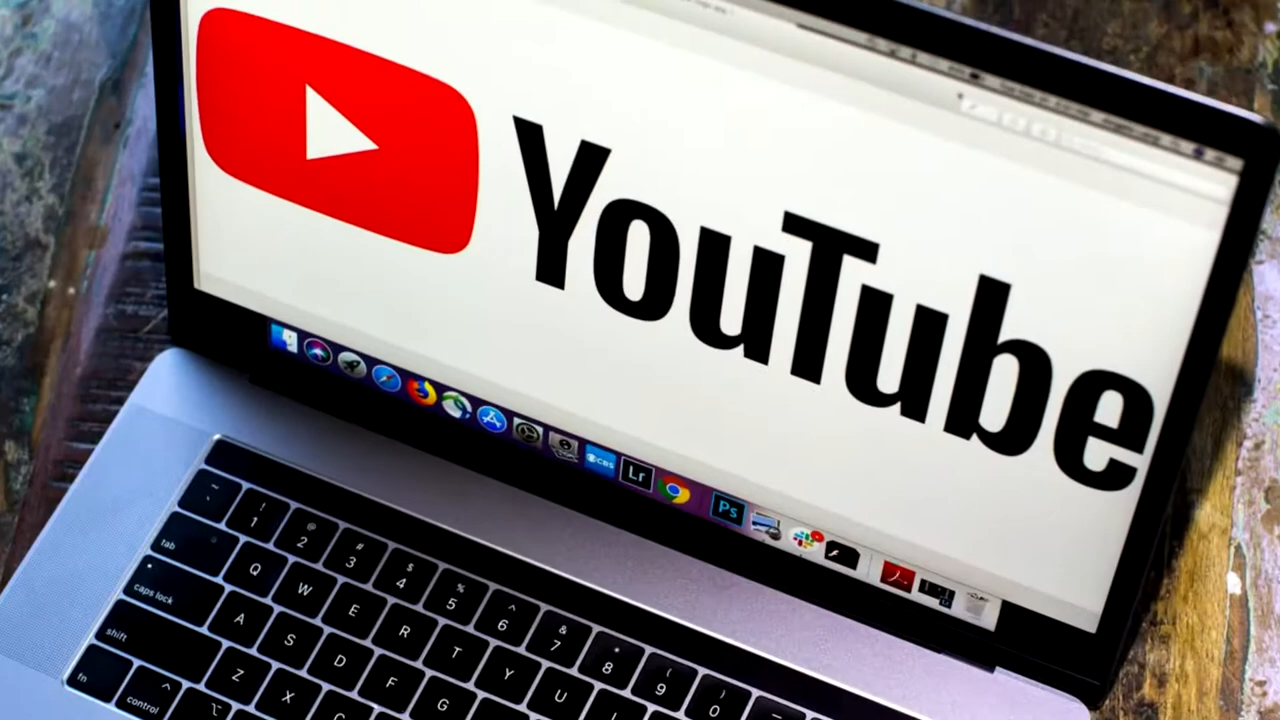 YouTube
CBS
Lr
Ps
~
!
1
@
2
#
3
$
4
%
5
^
6
&
7
*
8
(
9
)
0
tab
Q
W
E
R
T
Y
U
caps lock
A
S
D
F
G
shift
Z
X
fn
control